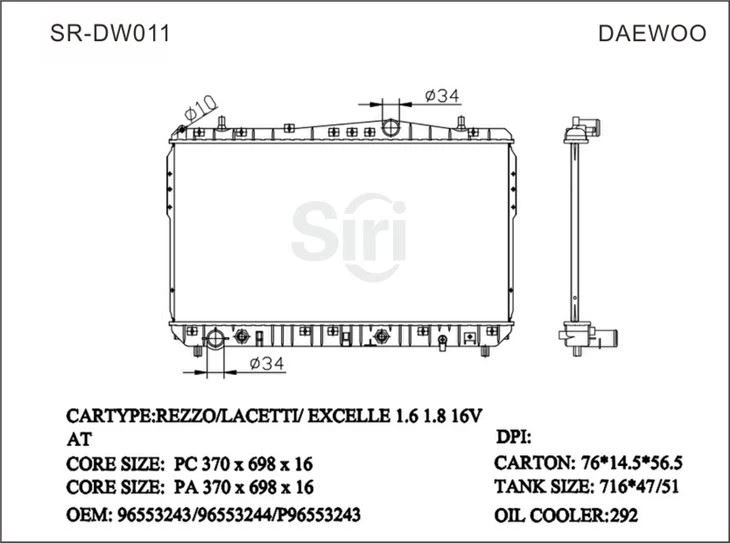 SR-DW011
DAEWOO
Ø10
Ø34
Siri
Ø34
CARTYPE:REZZO/LACETTI/ EXCELLE 1.6 1.8 16V
AT
DPI:
CORE SIZE: PC 370 x 698 x 16
CARTON: 76*14.5*56.5
CORE SIZE: PA 370 x 698 x 16
TANK SIZE: 716*47/51
OEM: 96553243/96553244/P96553243
OIL COOLER:292